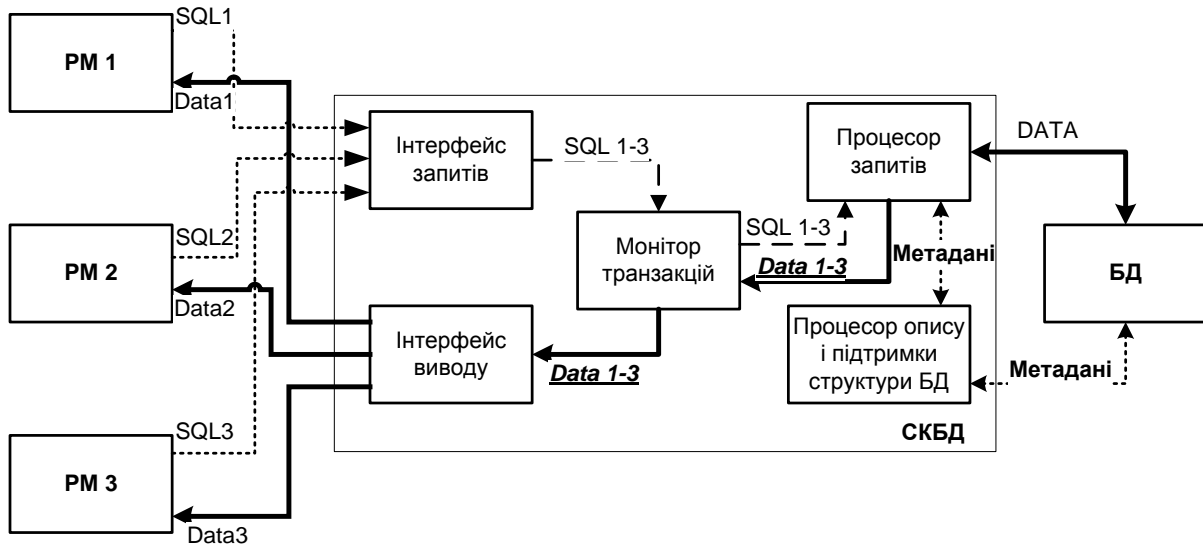 SQL1
РМ 1
Data1
Інтерфейс
запитів
SQL 1-3
Процесор
запитів
DATA
SQL2
РМ 2
Data2
Монітор
транзакцій
SQL 1-3
Data 1-3
Метадані
БД
Інтерфейс
виводу
Data 1-3
Процесор опису
і підтримки
структури БД
Метадані
СКБД
SQL3
РМ 3
Data3